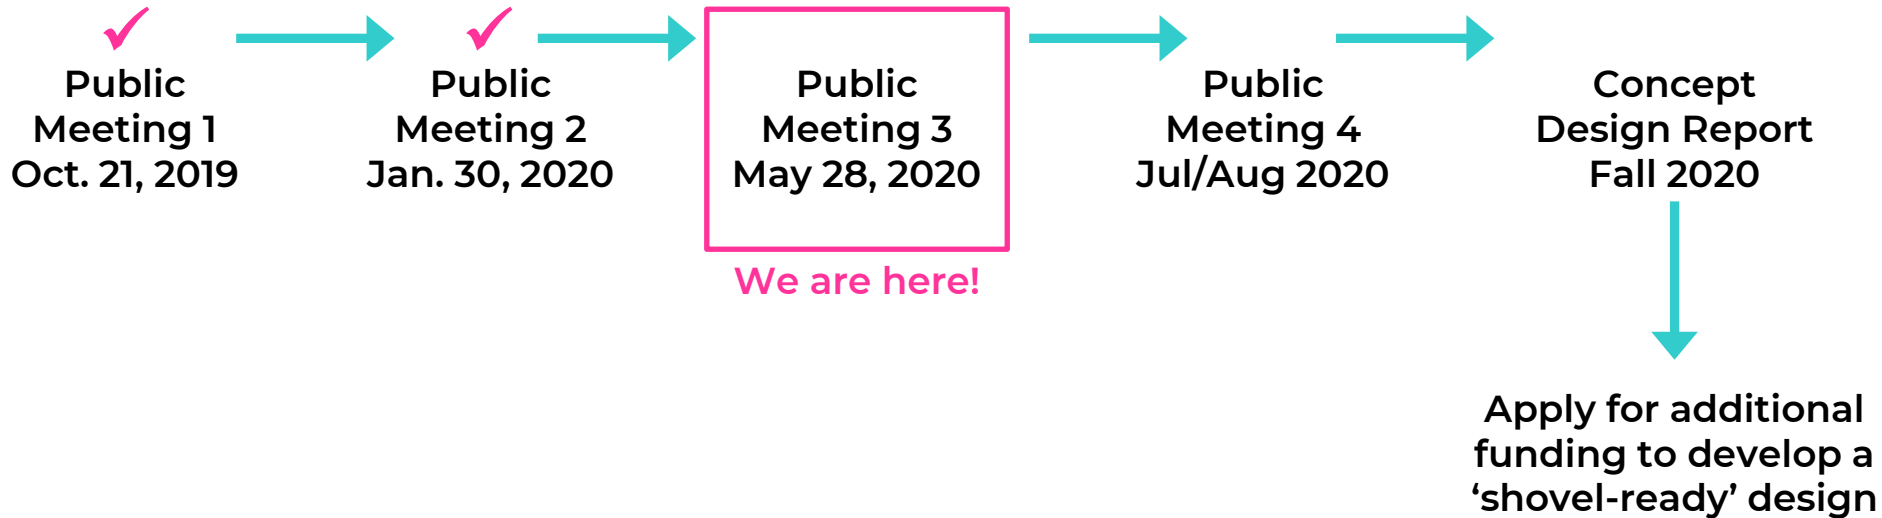 Public
Meeting 1
Oct. 21, 2019
Public
Meeting 2
Jan. 30, 2020
Public
Meeting 3
May 28, 2020
We are here!
Public
Meeting 4
Jul/Aug 2020
Concept
Design Report
Fall 2020
Apply for additional
funding to develop a
‘shovel-ready’ design